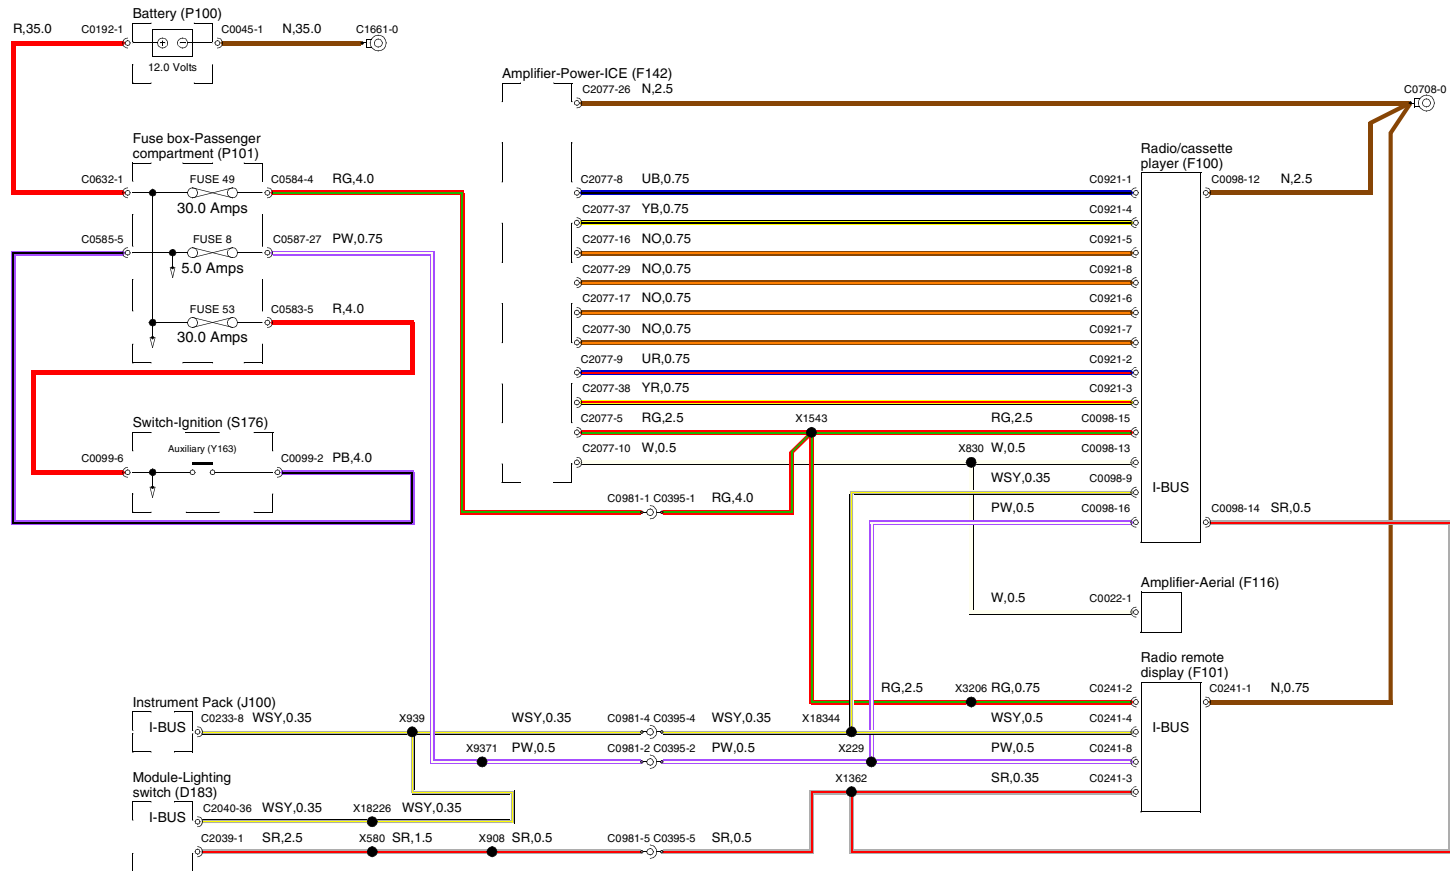 Battery (P100)
R,35.0
C0192-1
C0045-1
N,35.0
C1661-0
12.0 Volts
Amplifier-Power-ICE (F142)
C2077-26
N,2.5
C0708-0
Fuse box-Passenger
compartment (P101)
Radio/cassette
player (F100)
C0632-1
FUSE 49
C0584-4
RG,4.0
30.0 Amps
C2077-8
UB,0.75
C0921-1
C0098-12
N,2.5
C2077-37
YB,0.75
C0921-4
C0585-5
FUSE 8
C0587-27
PW,0.75
5.0 Amps
C2077-16
NO,0.75
C0921-5
C2077-29
NO,0.75
C0921-8
FUSE 53
C0583-5
R,4.0
30.0 Amps
C2077-17
NO,0.75
C0921-6
C2077-30
NO,0.75
C0921-7
C2077-9
UR,0.75
C0921-2
C2077-38
YR,0.75
C0921-3
Switch-Ignition (S176)
C2077-5
RG,2.5
X1543
RG,2.5
C0098-15
Auxiliary (Y163)
C0099-6
C0099-2
PB,4.0
C2077-10
W,0.5
X830
W,0.5
C0098-13
WSY,0.35
C0098-9
I-BUS
C0981-1
C0395-1
RG,4.0
PW,0.5
C0098-16
C0098-14
SR,0.5
Amplifier-Aerial (F116)
W,0.5
C0022-1
Radio remote
display (F101)
RG,2.5
X3206
RG,0.75
C0241-2
C0241-1
N,0.75
Instrument Pack (J100)
I-BUS
C0233-8
WSY,0.35
X939
WSY,0.35
C0981-4
C0395-4
WSY,0.35
X18344
WSY,0.5
C0241-4
I-BUS
X9371
PW,0.5
C0981-2
C0395-2
PW,0.5
X229
PW,0.5
C0241-8
Module-Lighting
switch (D183)
X1362
SR,0.35
C0241-3
I-BUS
C2040-36
WSY,0.35
X18226
WSY,0.35
C2039-1
SR,2.5
X580
SR,1.5
X908
SR,0.5
C0981-5
C0395-5
SR,0.5